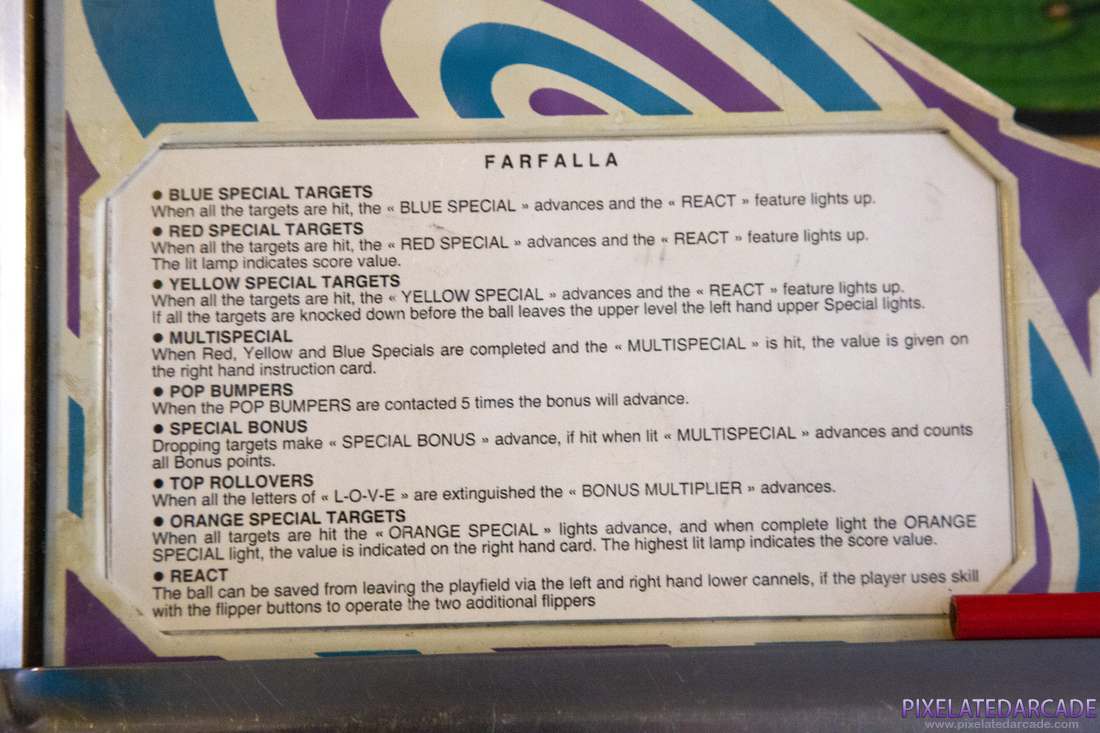 FARFALLA
● BLUE SPECIAL TARGETS
When all the targets are hit, the « BLUE SPECIAL » advances and the « REACT » feature lights up.
● RED SPECIAL TARGETS
When all the targets are hit, the « RED SPECIAL » advances and the « REACT » feature lights up.
The lit lamp indicates score value.
● YELLOW SPECIAL TARGETS
When all the targets are hit, the « YELLOW SPECIAL » advances and the « REACT » feature lights up.
If all the targets are knocked down before the ball leaves the upper level the left hand upper Special lights.
● MULTISPECIAL
When Red, Yellow and Blue Specials are completed and the « MULTISPECIAL » is hit, the value is given on
the right hand instruction card.
● POP BUMPERS
When the POP BUMPERS are contacted 5 times the bonus will advance.
● SPECIAL BONUS
Dropping targets make « SPECIAL BONUS » advance, if hit when lit « MULTISPECIAL » advances and counts
all Bonus points.
● TOP ROLLOVERS
When all the letters of « L-O-V-E » are extinguished the « BONUS MULTIPLIER » advances.
● ORANGE SPECIAL TARGETS
When all targets are hit the « ORANGE SPECIAL » lights advance, and when complete light the ORANGE
SPECIAL light, the value is indicated on the right hand card. The highest lit lamp indicates the score value.
● REACT
The ball can be saved from leaving the playfield via the left and right hand lower cannels, if the player uses skill
with the flipper buttons to operate the two additional flippers
PIXELATEDARCADE
www.pixelatedarcade.com